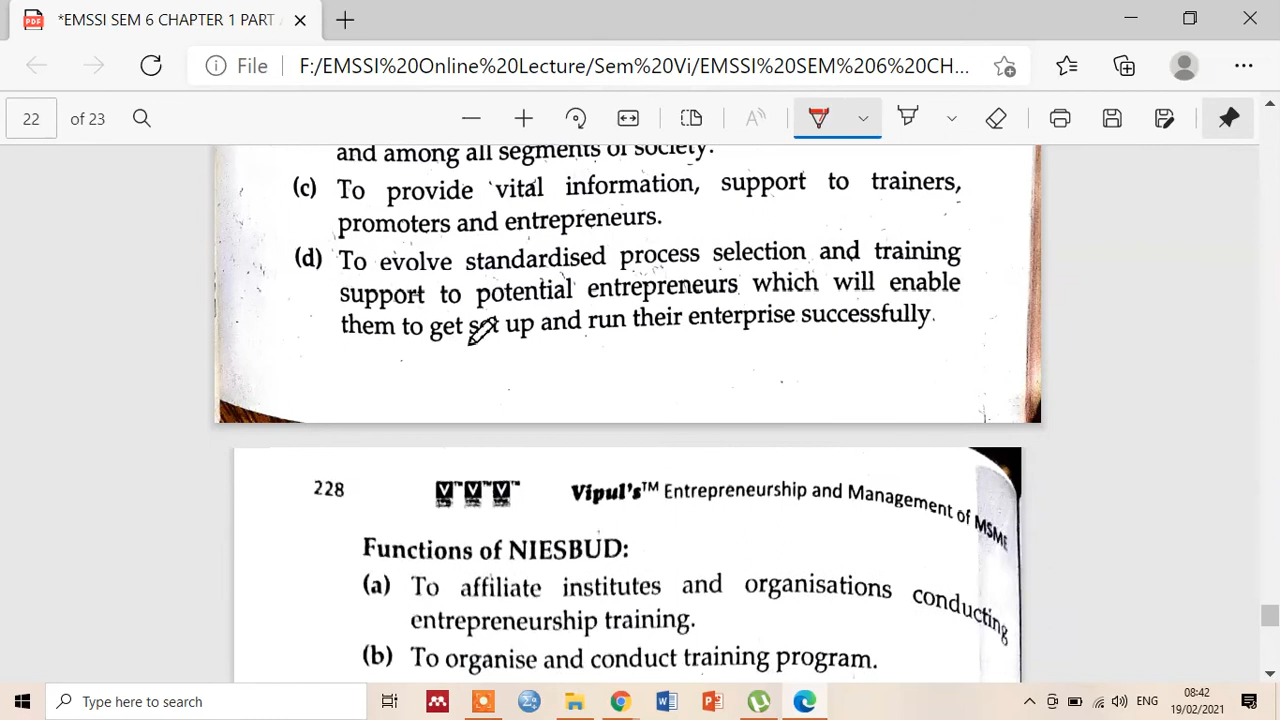 *EMSSI SEM 6 CHAPTER 1 PART
File F:/EMSSI%20Online%20Lecture/Sem%20Vi/EMSSI%20SEM%206%20CH...
22 of 23
and among all segments of society.
(c) To provide vital information, support to trainers,
promoters and entrepreneurs.
(d) To evolve standardised process selection and training
support to potential entrepreneurs which will enable
them to get set up and run their enterprise successfully.
228 V™ V™ V™ Vipul's™ Entrepreneurship and Management of MSME
Functions of NIESBUD:
(a) To affiliate institutes and organisations conducting
entrepreneurship training.
(b) To organise and conduct training program.
Type here to search
ENG
08:42
19/02/2021